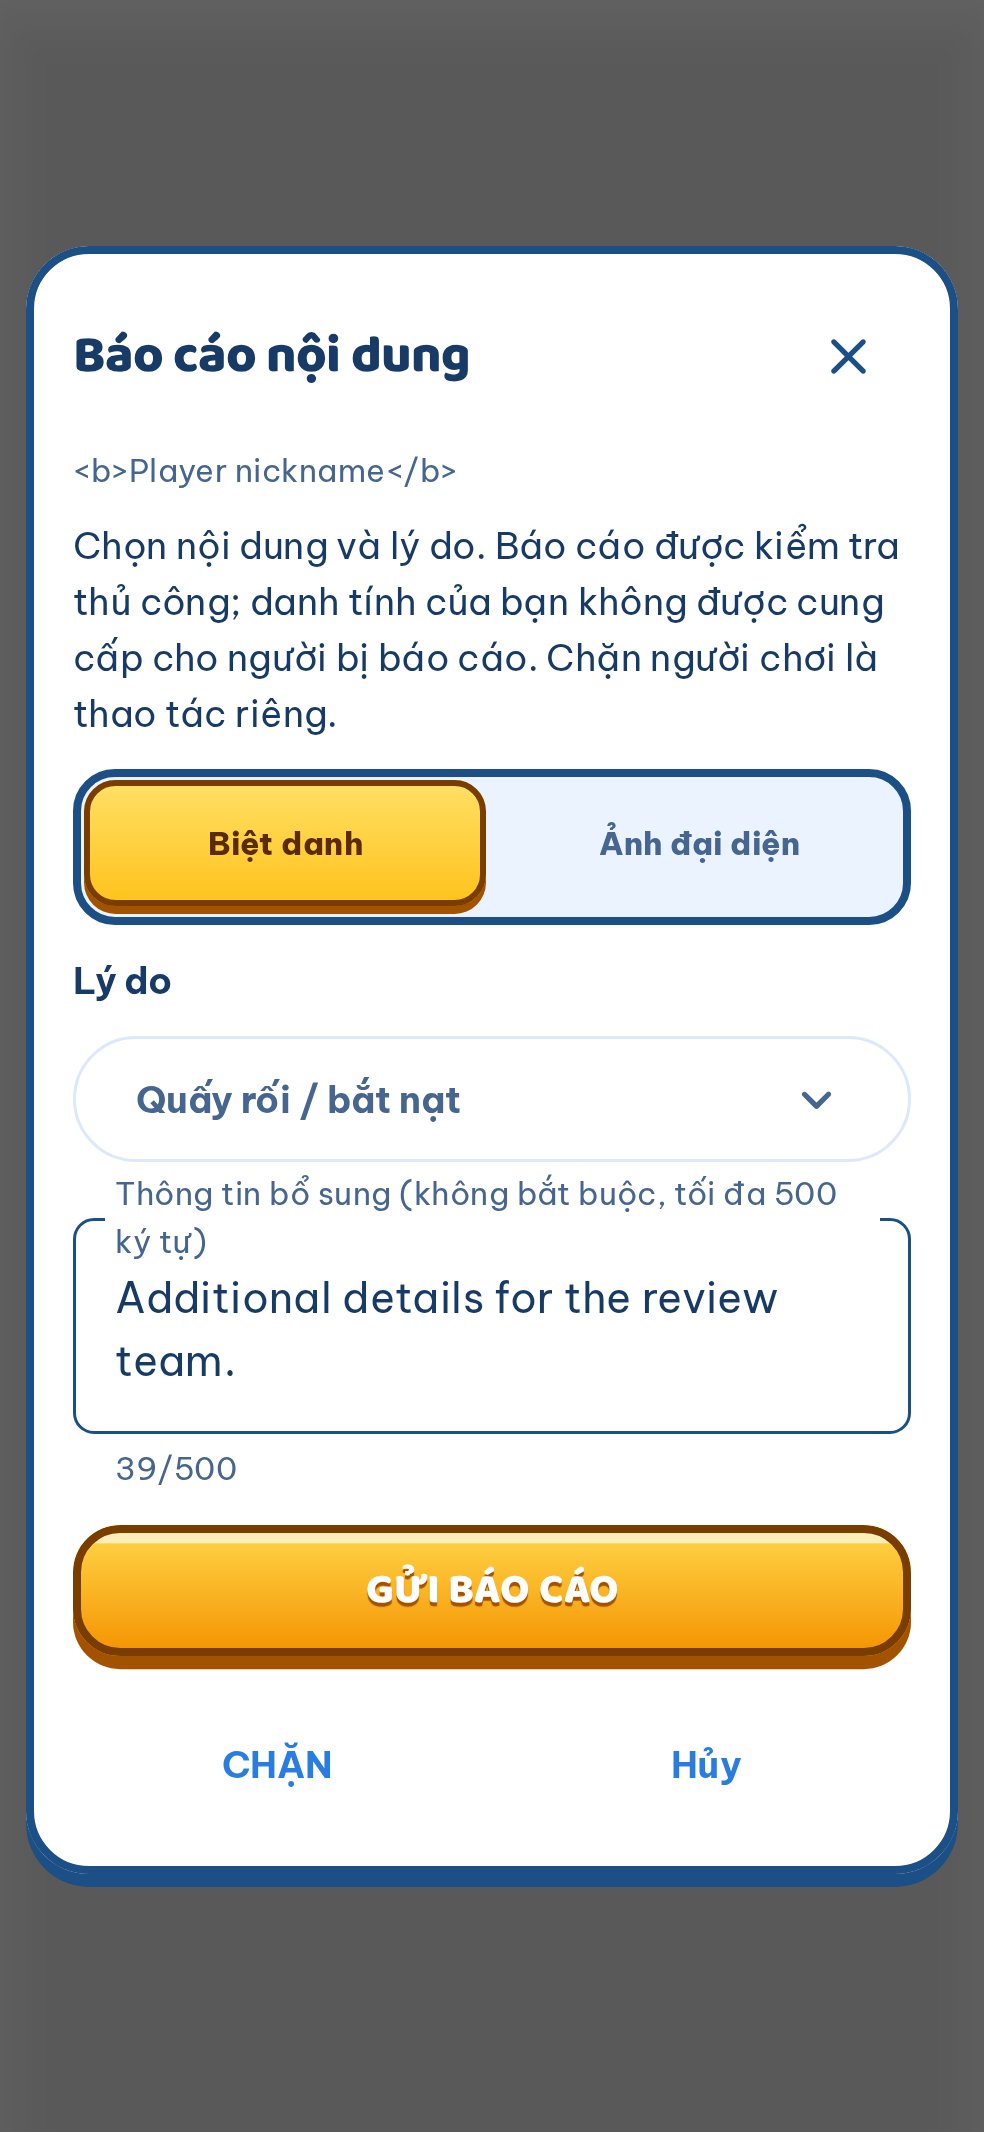 Báo cáo nội dung
<b>Player nickname</b>
Chọn nội dung và lý do. Báo cáo được kiểm tra
thủ công; danh tính của bạn không được cung
cấp cho người bị báo cáo. Chặn người chơi là
thao tác riêng.
Biệt danh
Ảnh đại diện
Lý do
Quấy rối / bắt nạt
Thông tin bổ sung (không bắt buộc, tối đa 500
ký tự)
Additional details for the review
team.
39/500
GỬI BÁO CÁO
CHẶN
Hủy